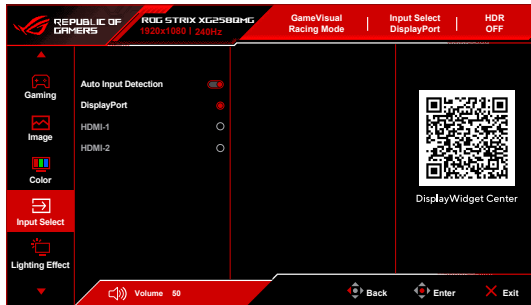 REPUBLIC OF
GAMERS
ROG STRIX XG258QMG
1920x1080 | 240Hz
GameVisual
Racing Mode
Input Select
DisplayPort
HDR
OFF
Gaming
Image
Color
Input Select
Lighting Effect
Auto Input Detection
DisplayPort
HDMI-1
HDMI-2
DisplayWidget Center
Volume 50
Back
Enter
Exit